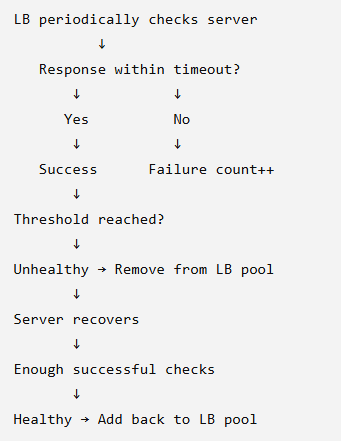 LB periodically checks server
↓
Response within timeout?
↓ ↓
Yes No
↓ ↓
Success Failure count++
↓
Threshold reached?
↓
Unhealthy → Remove from LB pool
↓
Server recovers
↓
Enough successful checks
↓
Healthy → Add back to LB pool